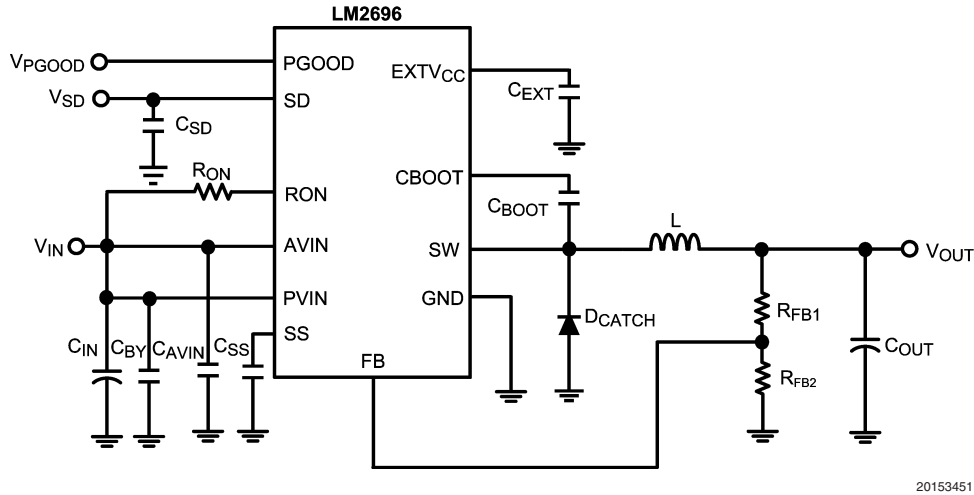 LM2696
VPGOOD
PGOOD
EXTVCC
CEXT
VSD
SD
CSD
RON
RON
CBOOT
CBOOT
VIN
AVIN
SW
L
VOUT
PVIN
GND
DCATCH
RFB1
CIN
CBY
CAVIN
CSS
SS
FB
COUT
RFB2
20153451